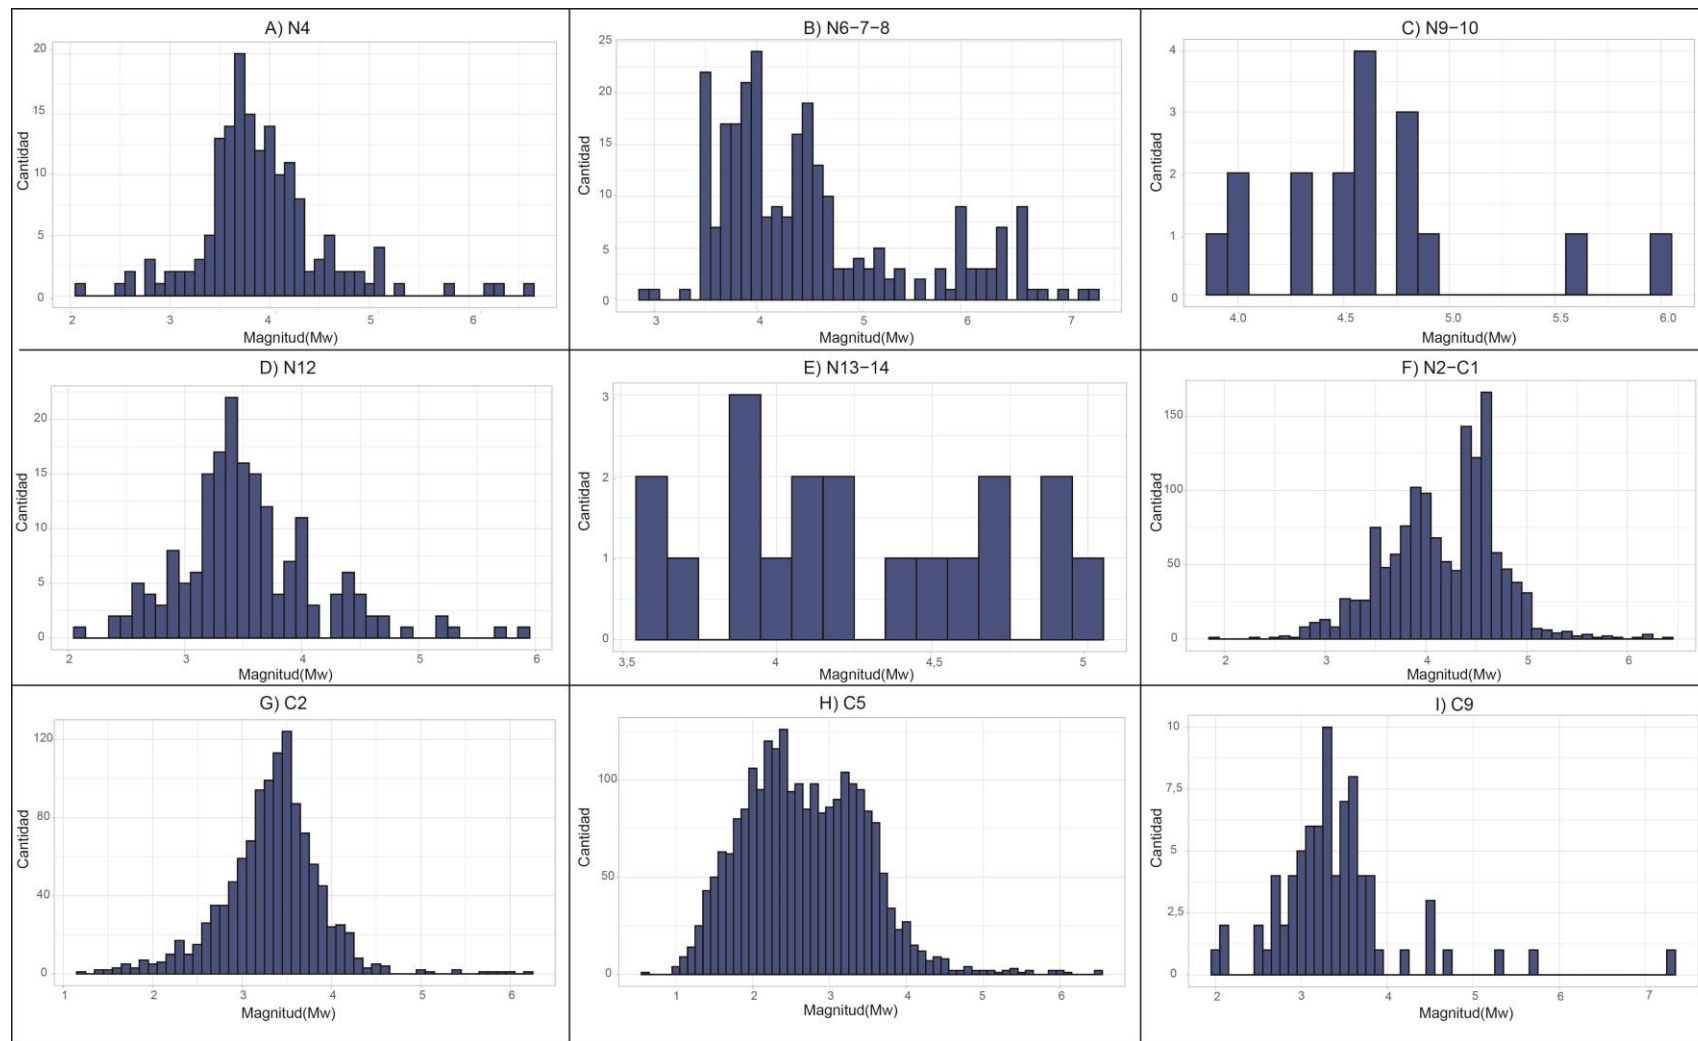 A) N4
20
15
10
5
0
Cantidad
2 3 4 5 6
Magnitud(Mw)
B) N6−7−8
25
20
15
10
5
0
Cantidad
3 4 5 6 7
Magnitud(Mw)
C) N9−10
4
3
2
1
0
Cantidad
4.0 4.5 5.0 5.5 6.0
Magnitud(Mw)
D) N12
20
15
10
5
0
Cantidad
2 3 4 5 6
Magnitud(Mw)
E) N13−14
3
2
1
0
Cantidad
3,5 4 4,5 5
Magnitud(Mw)
F) N2−C1
150
100
50
0
Cantidad
2 3 4 5 6
Magnitud(Mw)
G) C2
120
80
40
0
Cantidad
1 2 3 4 5 6
Magnitud(Mw)
H) C5
100
50
0
Cantidad
1 2 3 4 5 6
Magnitud(Mw)
I) C9
10
7,5
5
2,5
0
Cantidad
2 3 4 5 6 7
Magnitud(Mw)